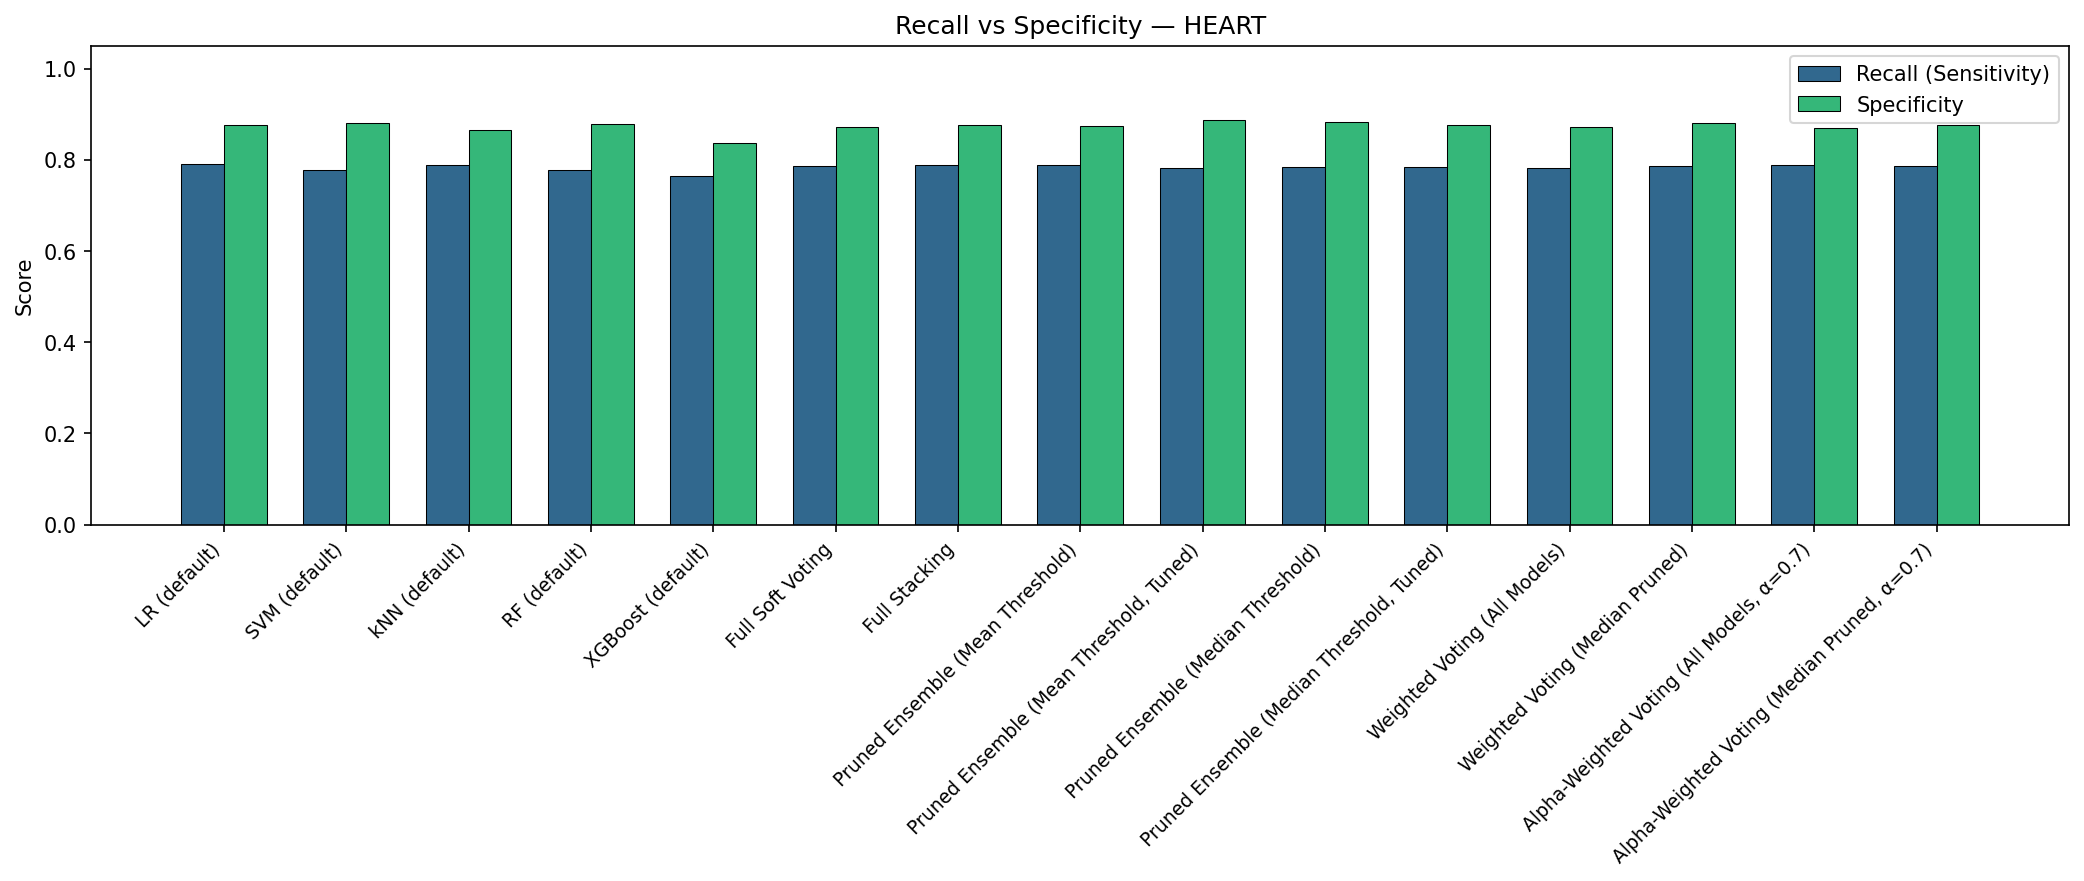 Recall vs Specificity — HEART
Recall (Sensitivity)
Specificity
Score
1.0
0.8
0.6
0.4
0.2
0.0
LR (default)
SVM (default)
kNN (default)
RF (default)
XGBoost (default)
Full Soft Voting
Full Stacking
Pruned Ensemble (Mean Threshold)
Pruned Ensemble (Mean Threshold, Tuned)
Pruned Ensemble (Median Threshold)
Pruned Ensemble (Median Threshold, Tuned)
Weighted Voting (All Models)
Weighted Voting (Median Pruned)
Alpha-Weighted Voting (All Models, α=0.7)
Alpha-Weighted Voting (Median Pruned, α=0.7)